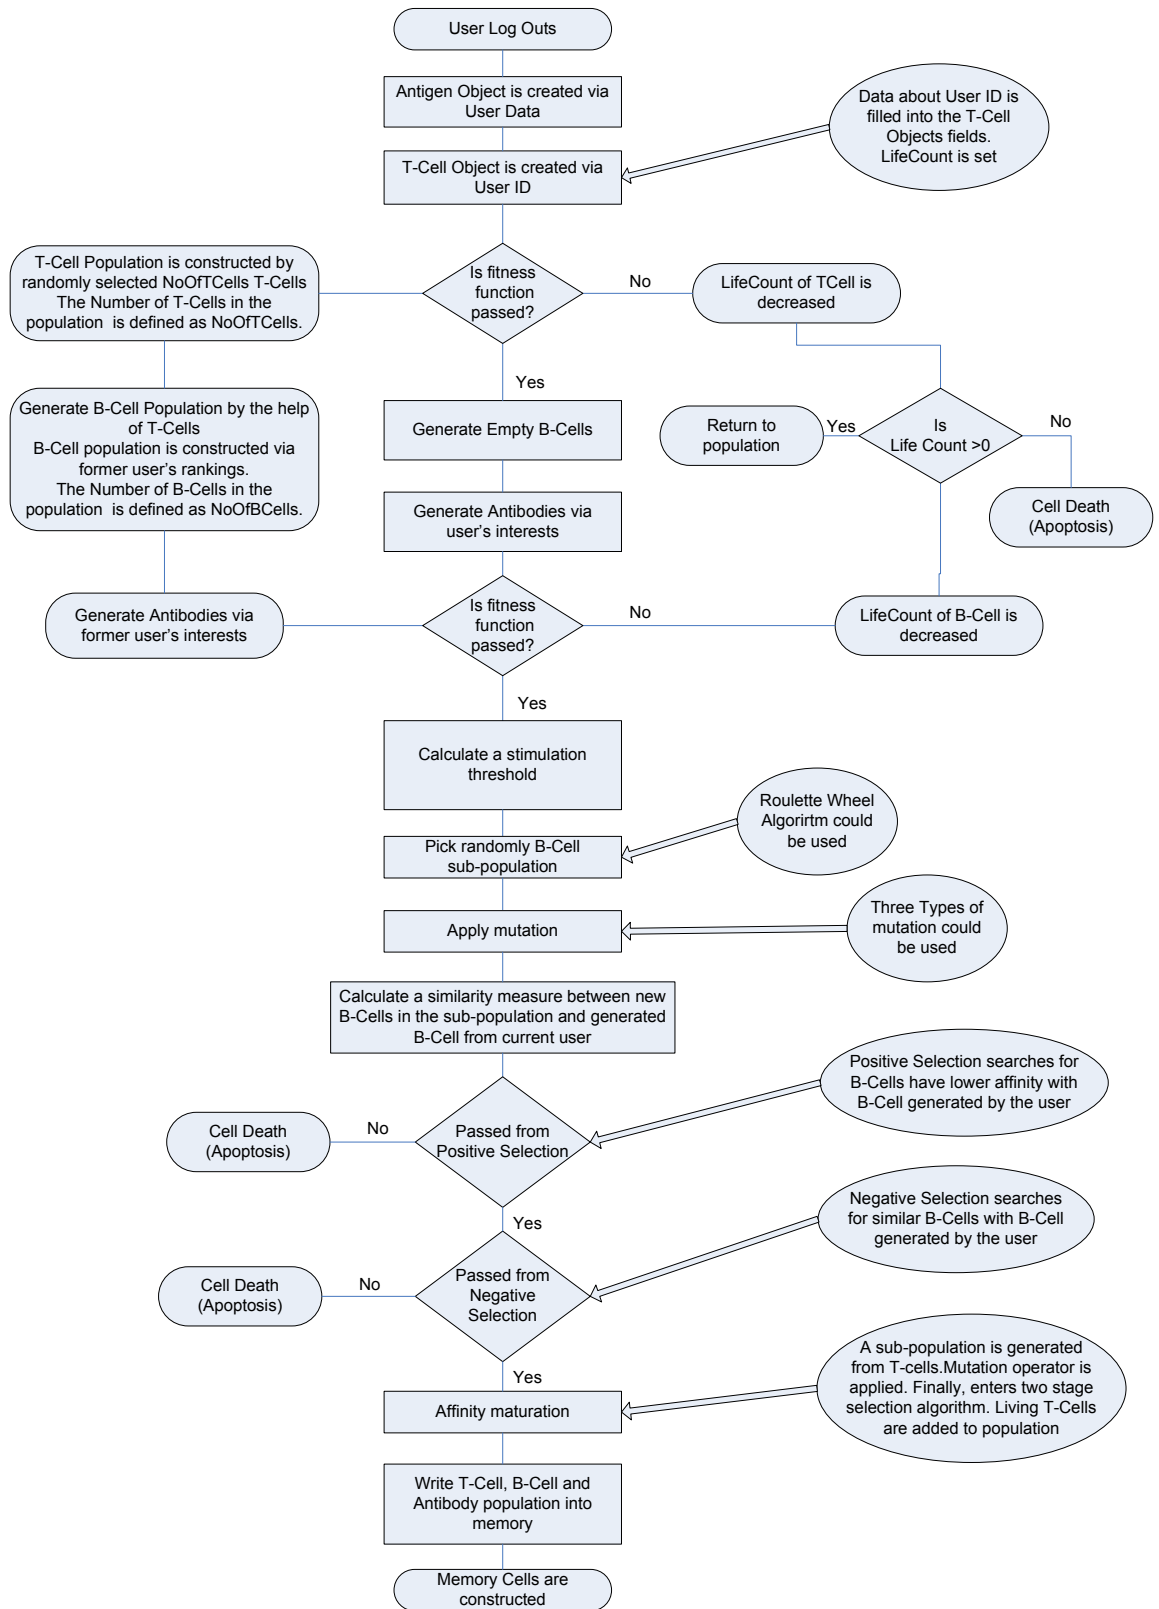 User Log Outs
Antigen Object is created via
User Data
Data about User ID is
filled into the T-Cell
Objects fields.
LifeCount is set
T-Cell Object is created via
User ID
T-Cell Population is constructed by
randomly selected NoOfTCells T-Cells
The Number of T-Cells in the
population is defined as NoOfTCells.
Is fitness
function
passed?
No
LifeCount of TCell is
decreased
Yes
Generate B-Cell Population by the help
of T-Cells
B-Cell population is constructed via
former user's rankings.
The Number of B-Cells in the
population is defined as NoOfBCells.
Generate Empty B-Cells
Return to
population
Yes
Is
Life Count >0
No
Cell Death
(Apoptosis)
Generate Antibodies via
user's interests
Generate Antibodies via
former user's interests
Is fitness
function
passed?
No
LifeCount of B-Cell is
decreased
Yes
Calculate a stimulation
threshold
Roulette Wheel
Algorirtm could
be used
Pick randomly B-Cell
sub-population
Three Types of
mutation could
be used
Apply mutation
Calculate a similarity measure between new
B-Cells in the sub-population and generated
B-Cell from current user
Positive Selection searches for
B-Cells have lower affinity with
B-Cell generated by the user
Cell Death
(Apoptosis)
No
Passed from
Positive Selection
Yes
Negative Selection searches
for similar B-Cells with B-Cell
generated by the user
Cell Death
(Apoptosis)
No
Passed from
Negative
Selection
Yes
A sub-population is generated
from T-cells.Mutation operator is
applied. Finally, enters two stage
selection algorithm. Living T-Cells
are added to population
Affinity maturation
Write T-Cell, B-Cell and
Antibody population into
memory
Memory Cells are
constructed